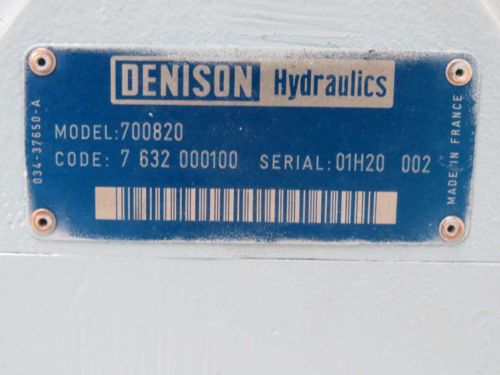 DENISON Hydraulics
MODEL:700820
CODE: 7 632 000100 SERIAL:01H20 002
034-37650-A
MADE IN FRANCE